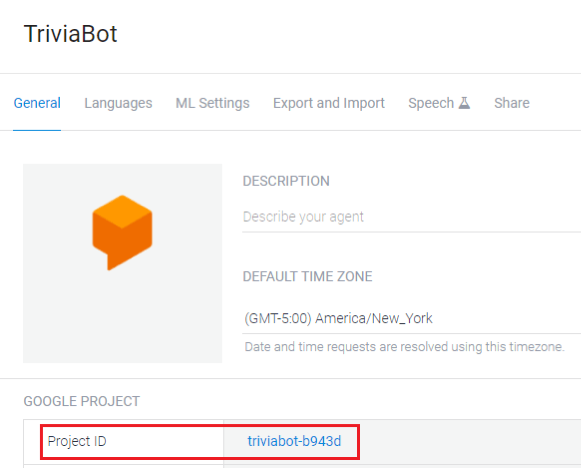 TriviaBot
General Languages ML Settings Export and Import Speech Share
DESCRIPTION
Describe your agent
DEFAULT TIME ZONE
(GMT-5:00) America/New_York
Date and time requests are resolved using this timezone.
GOOGLE PROJECT
Project ID triviabot-b943d